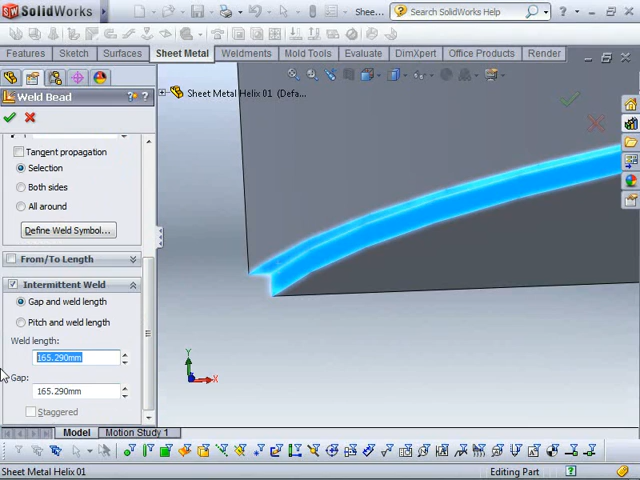 SW SolidWorks
Shee...
Search SolidWorks Help
Features Sketch Surfaces Sheet Metal Weldments Mold Tools Evaluate DimXpert Office Products Render
Weld Bead
Sheet Metal Helix 01 (Defa...
Tangent propagation
Selection
Both sides
All around
Define Weld Symbol...
From/To Length
Intermittent Weld
Gap and weld length
Pitch and weld length
Weld length:
165.290mm
Gap:
165.290mm
Staggered
Y
X
Model Motion Study 1
Sheet Metal Helix 01
Editing Part